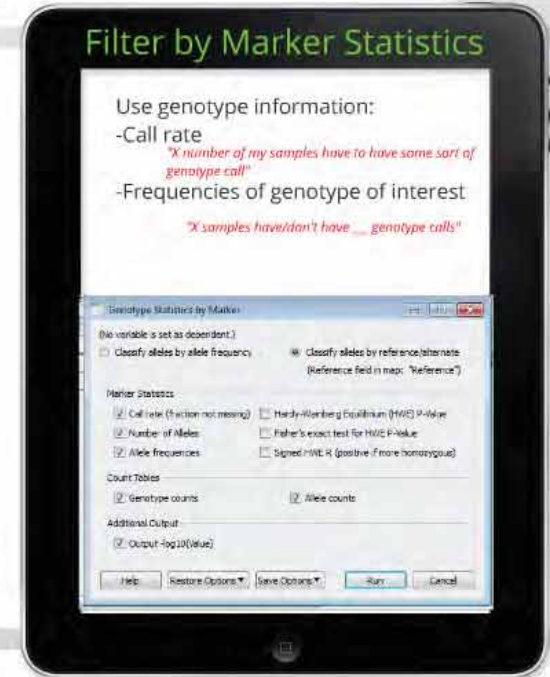 Filter by Marker Statistics
Use genotype information:
-Call rate
"X number of my samples have to have some sort of
genotype call"
-Frequencies of genotype of interest
"X samples have/don't have __ genotype calls"
Genotype Statistics by Marker
(No variable is set as dependent.)
Classify alleles by allele frequency
Classify alleles by reference/alternate
(Reference field in map: "Reference")
Marker Statistics
Call rate (fraction not missing)
Hardy-Weinberg Equilibrium (HWE) P-Value
Number of Alleles
Fisher's exact test for HWE P-Value
Allele frequencies
Signed HWE R (positive if more homozygous)
Count Tables
Genotype counts
Allele counts
Additional Output
Output -log10(Value)
Help
Restore Options
Save Options
Run
Cancel